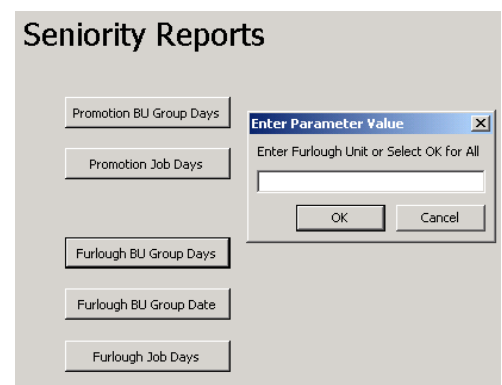 Seniority Reports
Promotion BU Group Days
Promotion Job Days
Enter Parameter Value
Enter Furlough Unit or Select OK for All
OK
Cancel
Furlough BU Group Days
Furlough BU Group Date
Furlough Job Days